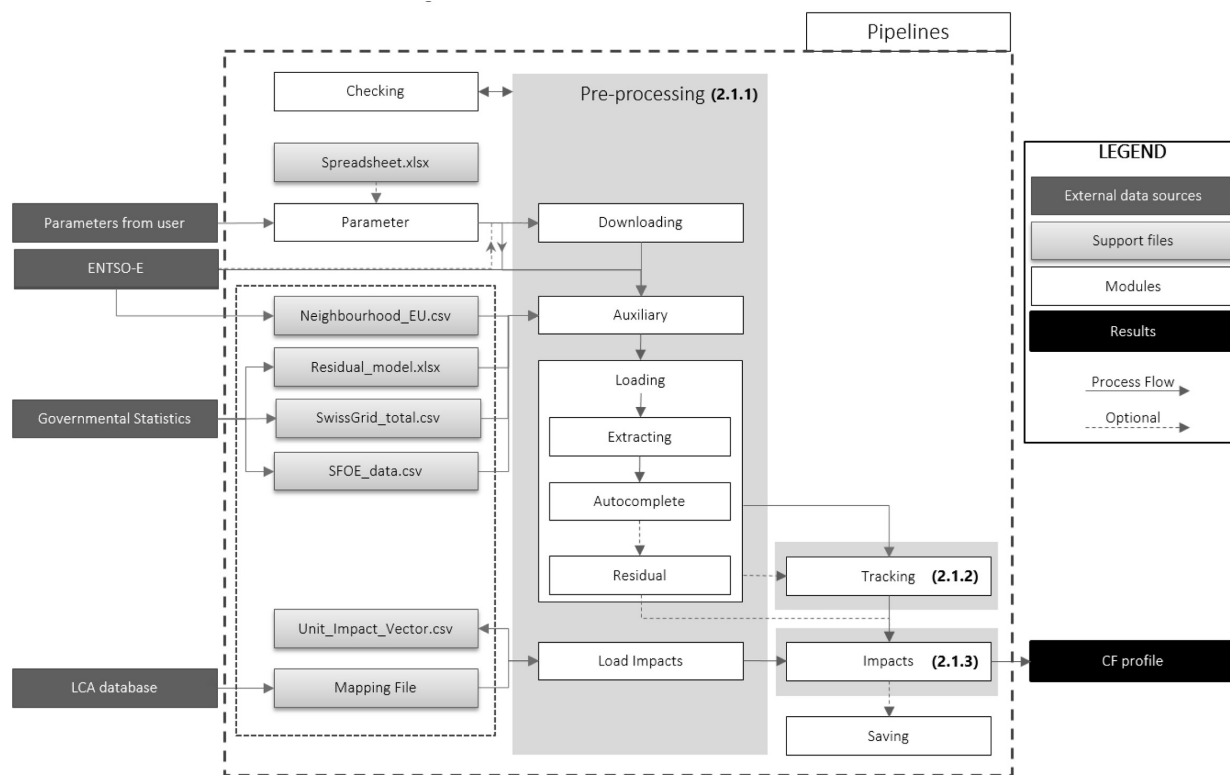 Pipelines
Checking
Pre-processing (2.1.1)
Spreadsheet.xlsx
Parameters from user
Parameter
Downloading
ENTSO-E
Neighbourhood_EU.csv
Auxiliary
Residual_model.xlsx
Loading
Governmental Statistics
SwissGrid_total.csv
Extracting
SFOE_data.csv
Autocomplete
Residual
Tracking (2.1.2)
Unit_Impact_Vector.csv
LCA database
Mapping File
Load Impacts
Impacts (2.1.3)
CF profile
Saving
LEGEND
External data sources
Support files
Modules
Results
Process Flow
Optional